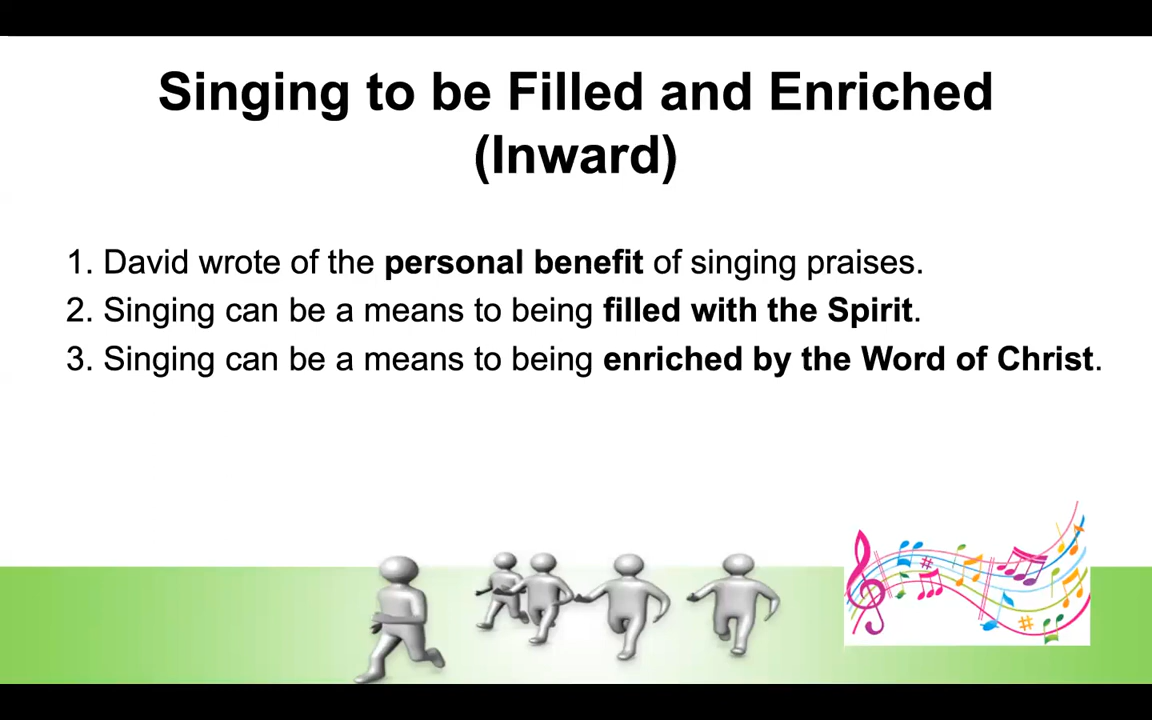 Singing to be Filled and Enriched
(Inward)
1. David wrote of the personal benefit of singing praises.
2. Singing can be a means to being filled with the Spirit.
3. Singing can be a means to being enriched by the Word of Christ.